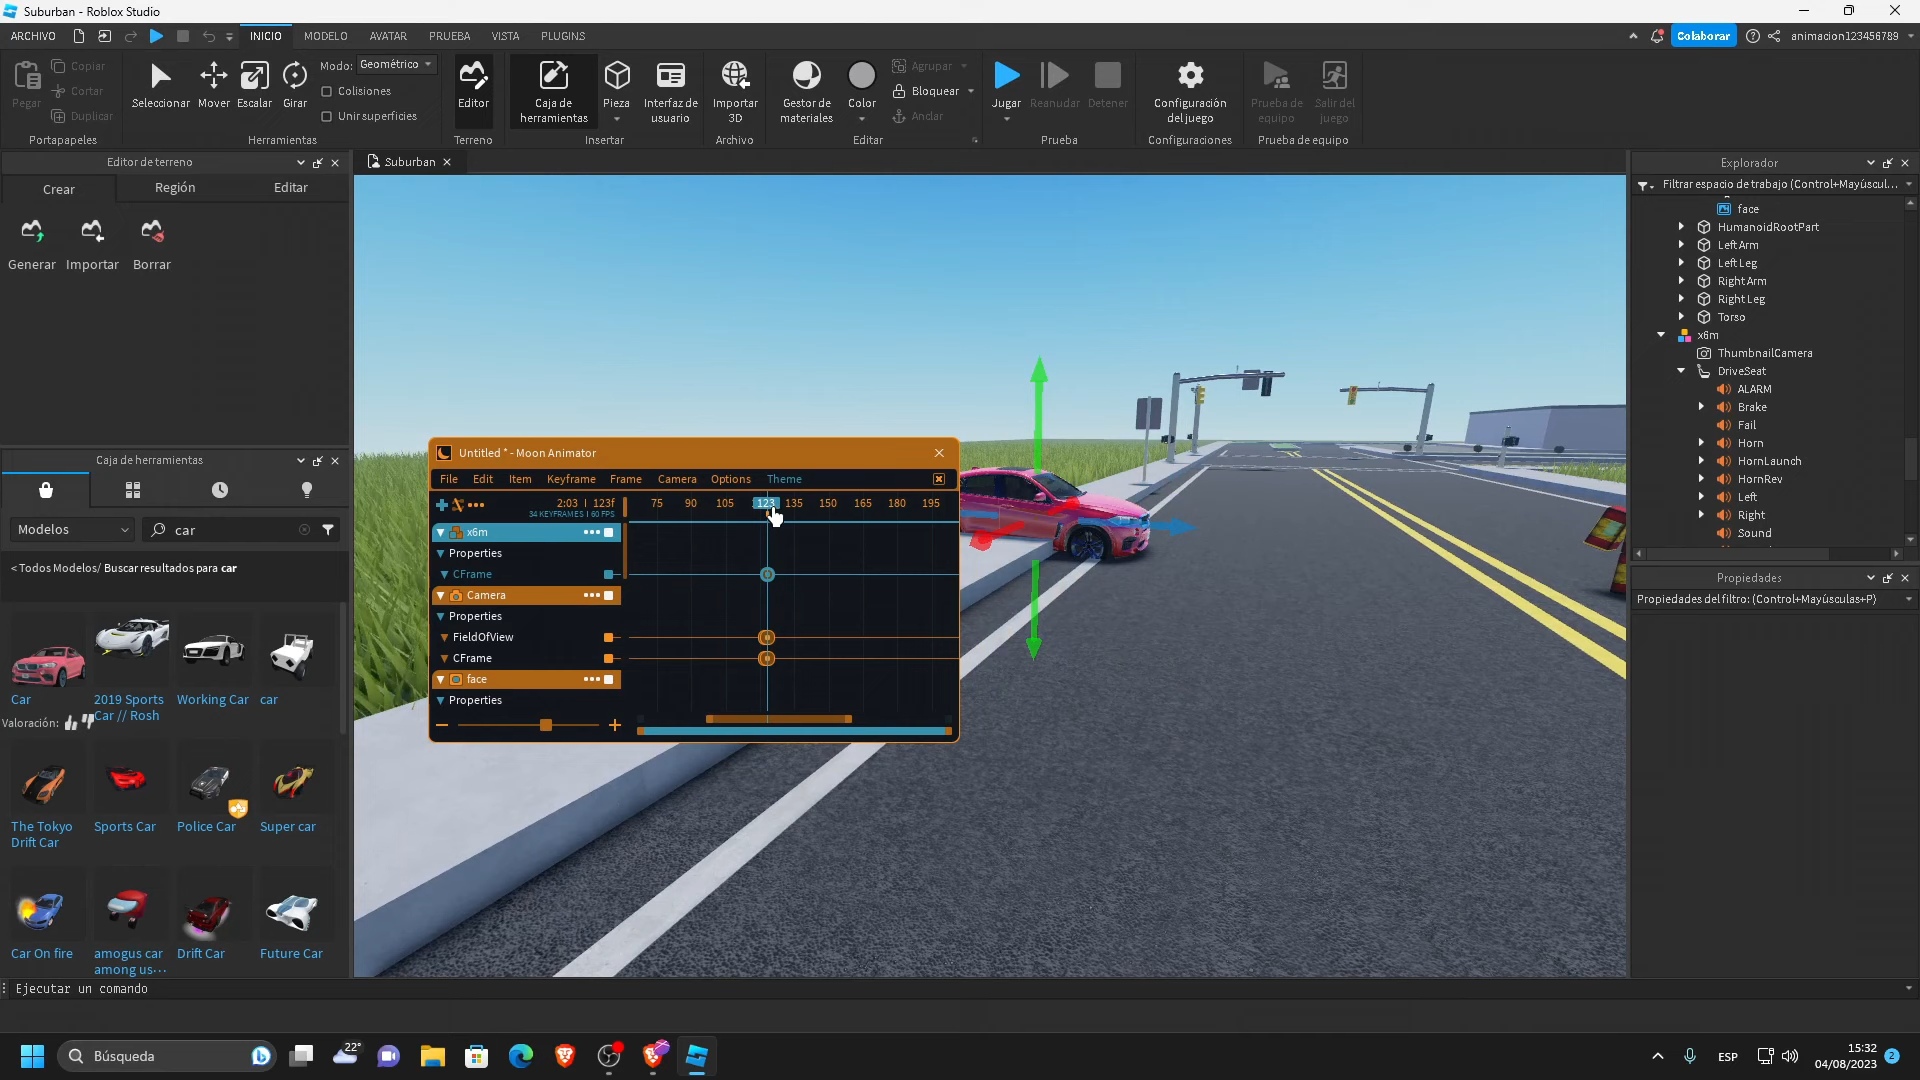 Suburban - Roblox Studio
ARCHIVO
INICIO
MODELO
AVATAR
PRUEBA
VISTA
PLUGINS
Colaborar
animacion123456789
Pegar
Copiar
Cortar
Duplicar
Portapapeles
Seleccionar
Mover
Escalar
Girar
Modo: Geométrico
Colisiones
Unir superficies
Herramientas
Editor
Terreno
Caja de herramientas
Pieza
Interfaz de usuario
Insertar
Importar 3D
Archivo
Gestor de materiales
Color
Agrupar
Bloquear
Anclar
Editar
Jugar
Reanudar
Detener
Prueba
Configuración del juego
Configuraciones
Prueba de equipo
Salir del juego
Prueba de equipo
Editor de terreno
Crear
Región
Editar
Generar
Importar
Borrar
Caja de herramientas
Modelos
car
< Todos Modelos/ Buscar resultados para car
Car
2019 Sports Car // Rosh
Working Car
car
Valoración:
The Tokyo Drift Car
Sports Car
Police Car
Super car
Car On fire
amogus car among us...
Drift Car
Future Car
Suburban
Untitled * - Moon Animator
File Edit Item Keyframe Frame Camera Options Theme
2:03 | 123f
34 KEYFRAMES | 60 FPS
75 90 105 123 135 150 165 180 195
x6m
Properties
CFrame
Camera
Properties
FieldOfView
CFrame
face
Properties
Explorador
Filtrar espacio de trabajo (Control+Mayúscul...
face
HumanoidRootPart
Left Arm
Left Leg
Right Arm
Right Leg
Torso
x6m
ThumbnailCamera
DriveSeat
ALARM
Brake
Fail
Horn
HornLaunch
HornRev
Left
Right
Sound
Propiedades
Propiedades del filtro: (Control+Mayúsculas+P)
Ejecutar un comando
Búsqueda
22°
ESP
15:32
04/08/2023
2